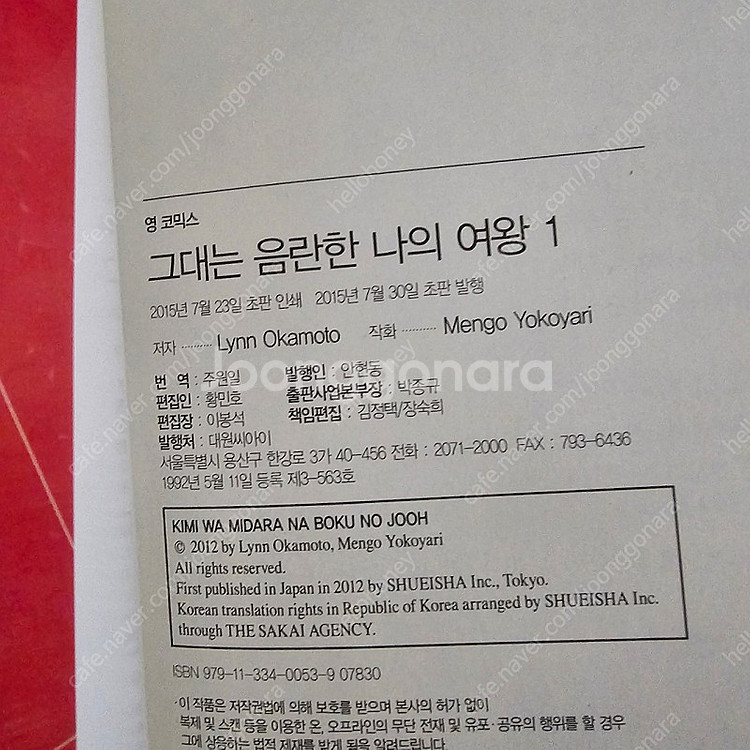 영 코믹스
그대는 음란한 나의 여왕 1
2015년 7월 23일 초판 인쇄 2015년 7월 30일 초판 발행
저자 ·········· Lynn Okamoto 작화 ·········· Mengo Yokoyari
번 역 : 주원일 발행인 : 안현동
편집인 : 황민호 출판사업본부장 : 박종규
편집장 : 이봉석 책임편집 : 김정택/장숙희
발행처 : 대원씨아이
서울특별시 용산구 한강로 3가 40-456 전화 : 2071-2000 FAX : 793-6436
1992년 5월 11일 등록 제3-563호
KIMI WA MIDARA NA BOKU NO JOOH
© 2012 by Lynn Okamoto, Mengo Yokoyari
All rights reserved.
First published in Japan in 2012 by SHUEISHA Inc., Tokyo.
Korean translation rights in Republic of Korea arranged by SHUEISHA Inc.
through THE SAKAI AGENCY.
ISBN 979-11-334-0053-9 07830
·이 작품은 저작권법에 의해 보호를 받으며 본사의 허가 없이
복제 및 스캔 등을 이용한 온, 오프라인의 무단 전재 및 유포·공유의 행위를 할 경우
그에 상응하는 법적 제재를 받게 됨을 알려드립니다.
joonggonara
cafe.naver.com/joonggonara
hellohoney